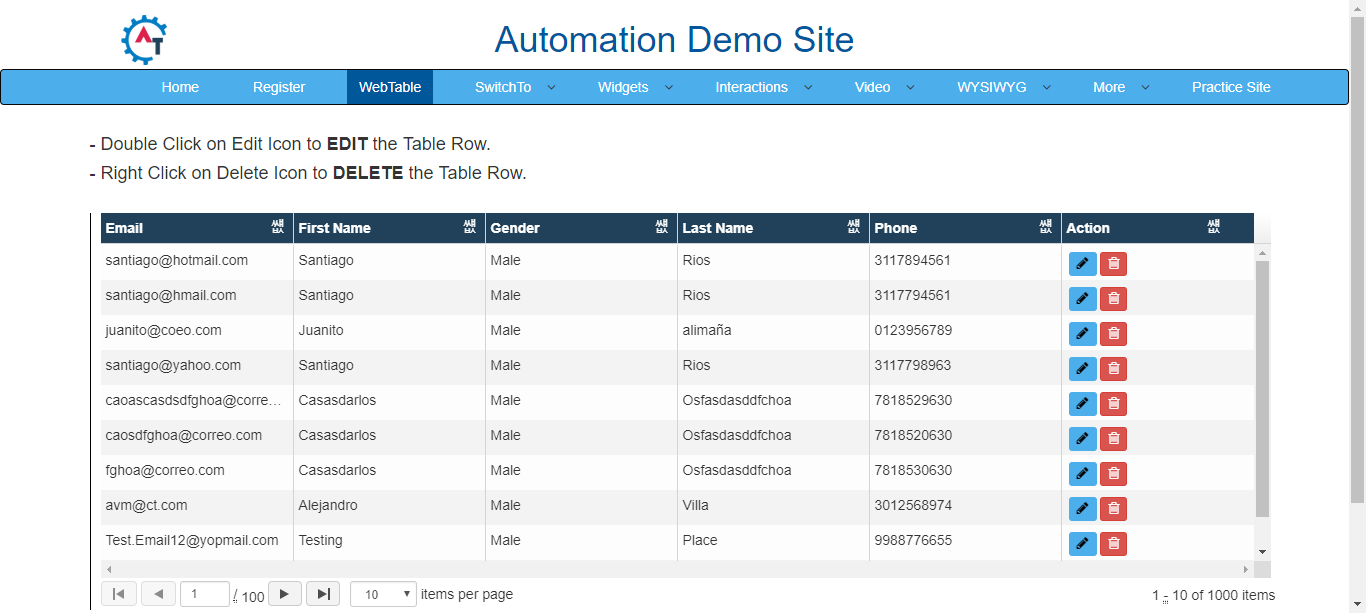 AT
Automation Demo Site
Home Register WebTable SwitchTo Widgets Interactions Video WYSIWYG More Practice Site
- Double Click on Edit Icon to EDIT the Table Row.
- Right Click on Delete Icon to DELETE the Table Row.
Email First Name Gender Last Name Phone Action
santiago@hotmail.com Santiago Male Rios 3117894561
santiago@hmail.com Santiago Male Rios 3117794561
juanito@coeo.com Juanito Male alimaña 0123956789
santiago@yahoo.com Santiago Male Rios 3117798963
caoascasdsdfghoa@corre... Casasdarlos Male Osfasdasddfchoa 7818529630
caosdfghoa@correo.com Casasdarlos Male Osfasdasddfchoa 7818520630
fghoa@correo.com Casasdarlos Male Osfasdasddfchoa 7818530630
avm@ct.com Alejandro Male Villa 3012568974
Test.Email12@yopmail.com Testing Male Place 9988776655
1 / 100 10 items per page 1 - 10 of 1000 items